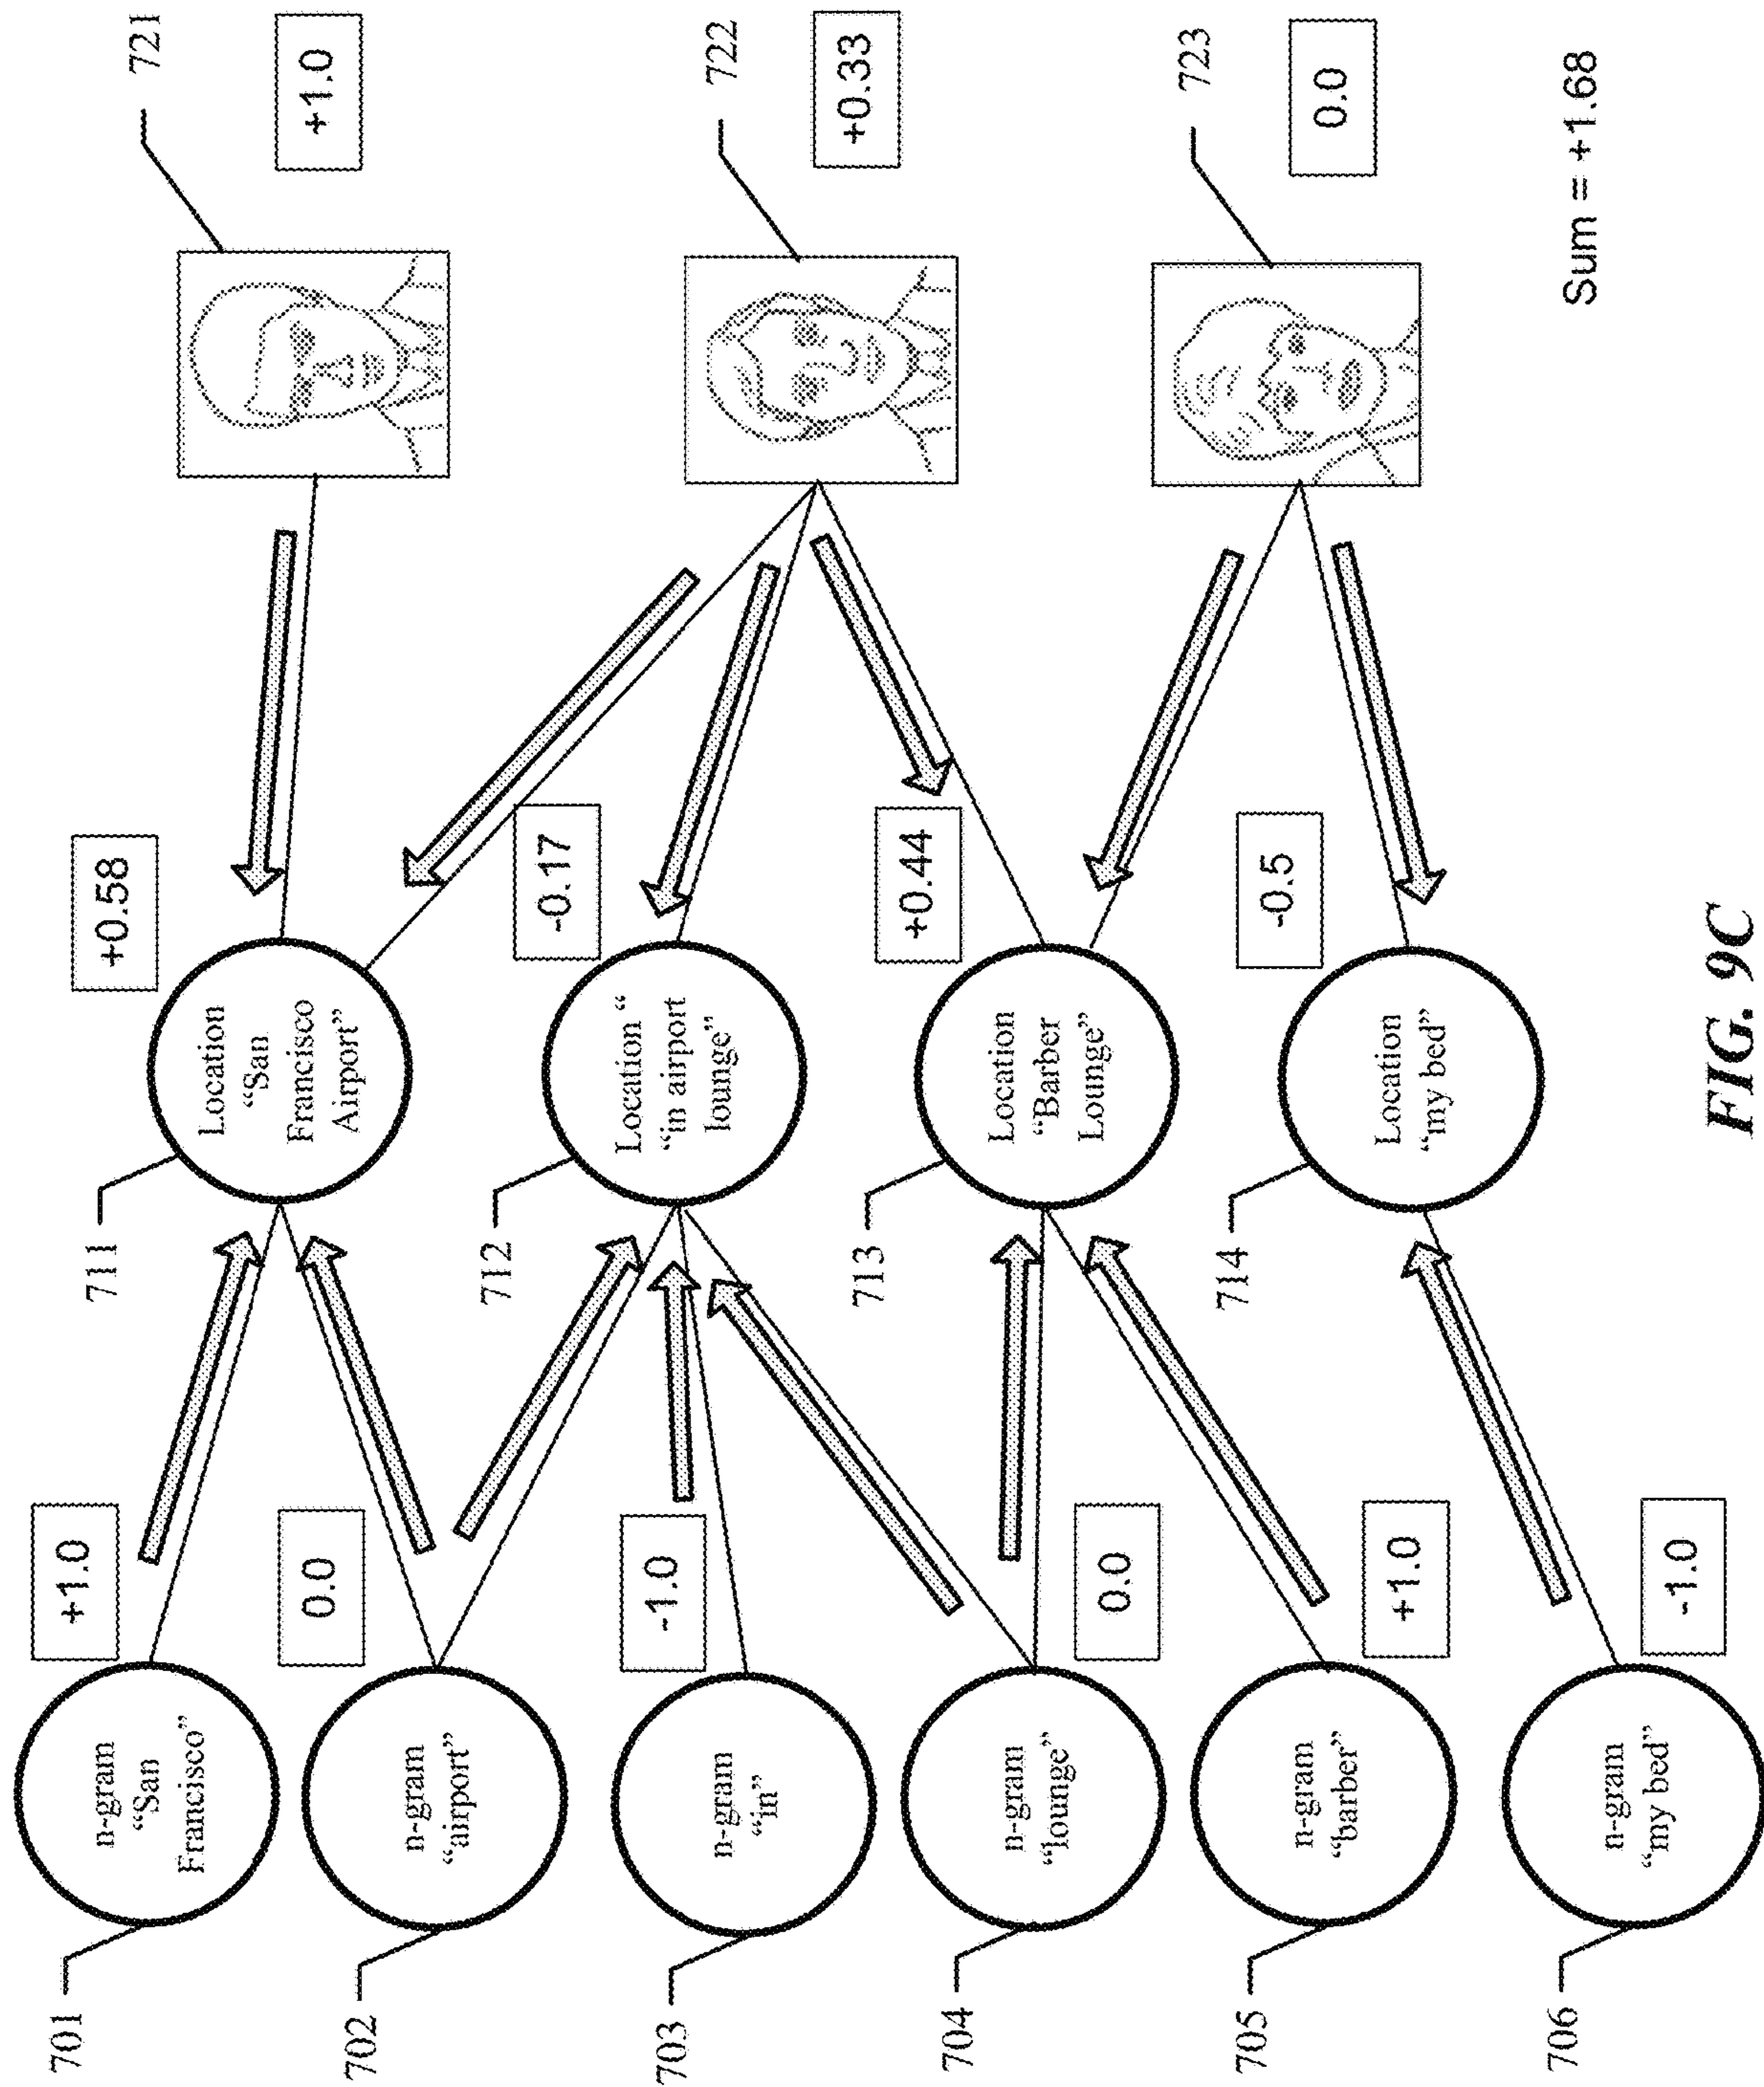 701
n-gram
“San
Francisco”
+1.0
702
n-gram
“airport”
0.0
703
n-gram
“in”
-1.0
704
n-gram
“lounge”
0.0
705
n-gram
“barber”
+1.0
706
n-gram
“my bed”
-1.0
711
Location
“San
Francisco
Airport”
+0.58
712
Location “
“in airport
lounge”
-0.17
713
Location
“Barber
Lounge”
+0.44
714
Location
“my bed”
-0.5
721
+1.0
722
+0.33
723
0.0
Sum = +1.68
FIG. 9C